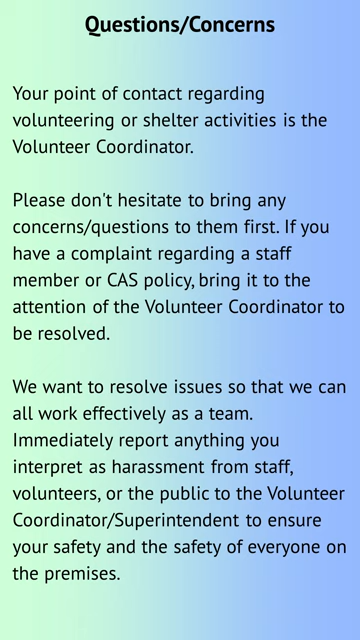 Questions/Concerns
Your point of contact regarding
volunteering or shelter activities is the
Volunteer Coordinator.
Please don't hesitate to bring any
concerns/questions to them first. If you
have a complaint regarding a staff
member or CAS policy, bring it to the
attention of the Volunteer Coordinator to
be resolved.
We want to resolve issues so that we can
all work effectively as a team.
Immediately report anything you
interpret as harassment from staff,
volunteers, or the public to the Volunteer
Coordinator/Superintendent to ensure
your safety and the safety of everyone on
the premises.